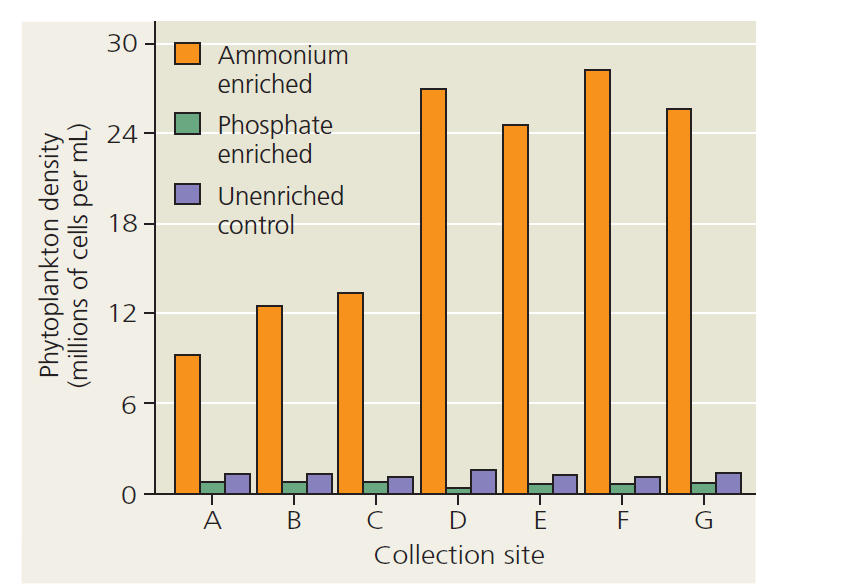 30
24
18
12
6
0
Phytoplankton density
(millions of cells per mL)
Ammonium
enriched
Phosphate
enriched
Unenriched
control
A B C D E F G
Collection site